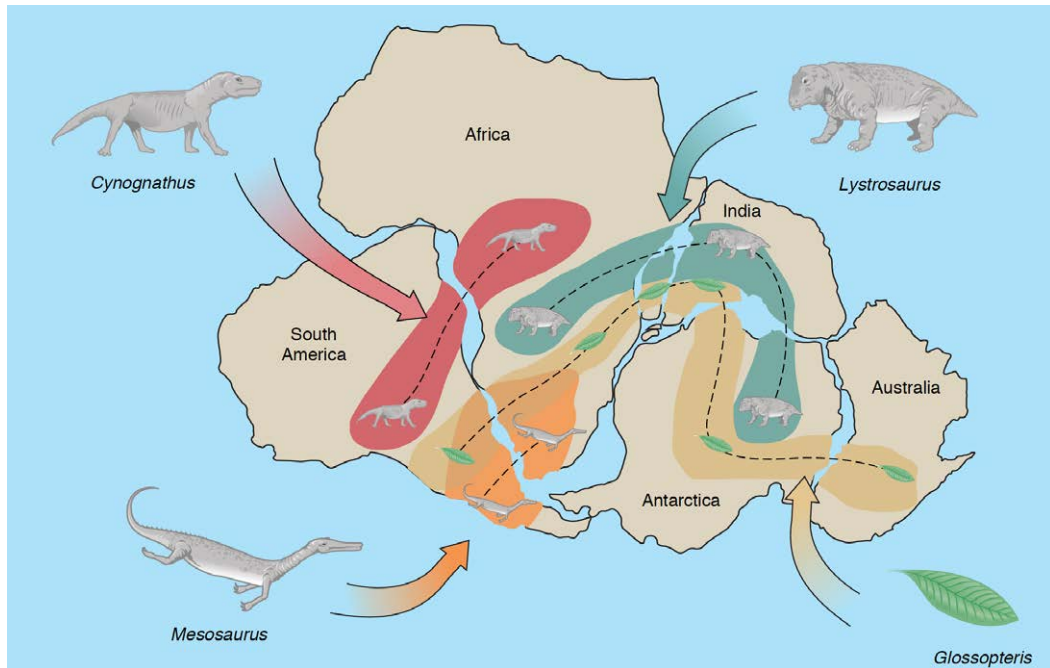 Africa
Cynognathus
Lystrosaurus
India
South
America
Australia
Antarctica
Mesosaurus
Glossopteris